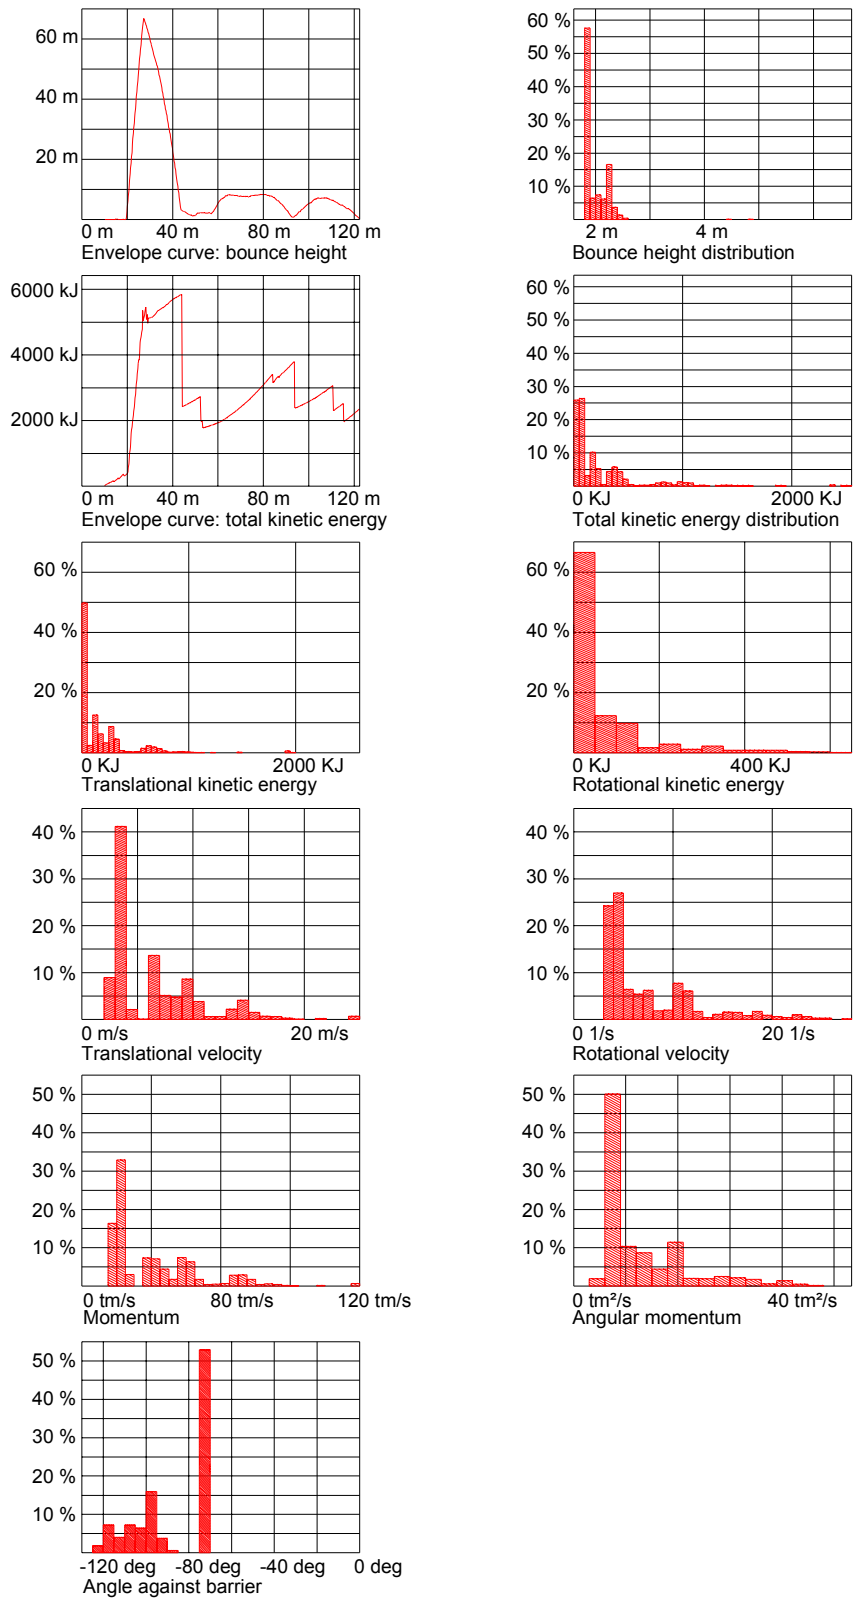 60 m
40 m
20 m
0 m 40 m 80 m 120 m
Envelope curve: bounce height
60 %
50 %
40 %
30 %
20 %
10 %
2 m 4 m
Bounce height distribution
6000 kJ
4000 kJ
2000 kJ
0 m 40 m 80 m 120 m
Envelope curve: total kinetic energy
60 %
50 %
40 %
30 %
20 %
10 %
0 KJ 2000 KJ
Total kinetic energy distribution
60 %
40 %
20 %
0 KJ 2000 KJ
Translational kinetic energy
60 %
40 %
20 %
0 KJ 400 KJ
Rotational kinetic energy
40 %
30 %
20 %
10 %
0 m/s 20 m/s
Translational velocity
40 %
30 %
20 %
10 %
0 1/s 20 1/s
Rotational velocity
50 %
40 %
30 %
20 %
10 %
0 tm/s 80 tm/s 120 tm/s
Momentum
50 %
40 %
30 %
20 %
10 %
0 tm²/s 40 tm²/s
Angular momentum
50 %
40 %
30 %
20 %
10 %
-120 deg -80 deg -40 deg 0 deg
Angle against barrier